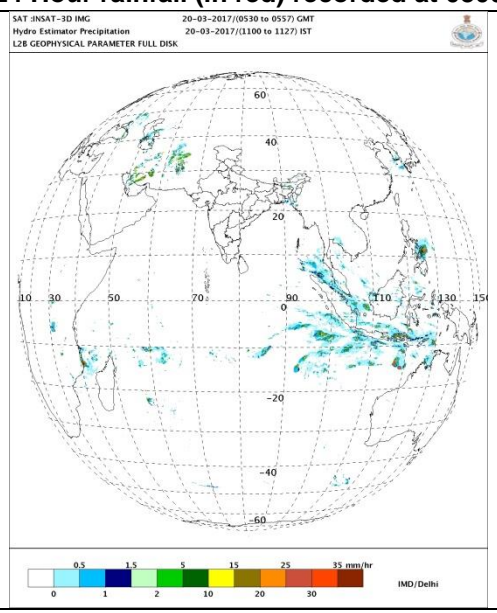 24 Hour rainfall (in red) recorded at
SAT :INSAT-3D IMG 20-03-2017/(0530 to 0557) GMT
Hydro Estimator Precipitation 20-03-2017/(1100 to 1127) IST
L2B GEOPHYSICAL PARAMETER FULL DISK
60
40
20
10 30 50 70 90 110 130 150
0
-20
-40
-60
0.5 1.5 5 15 25 35 mm/hr
0 1 2 10 20 30
IMD/Delhi